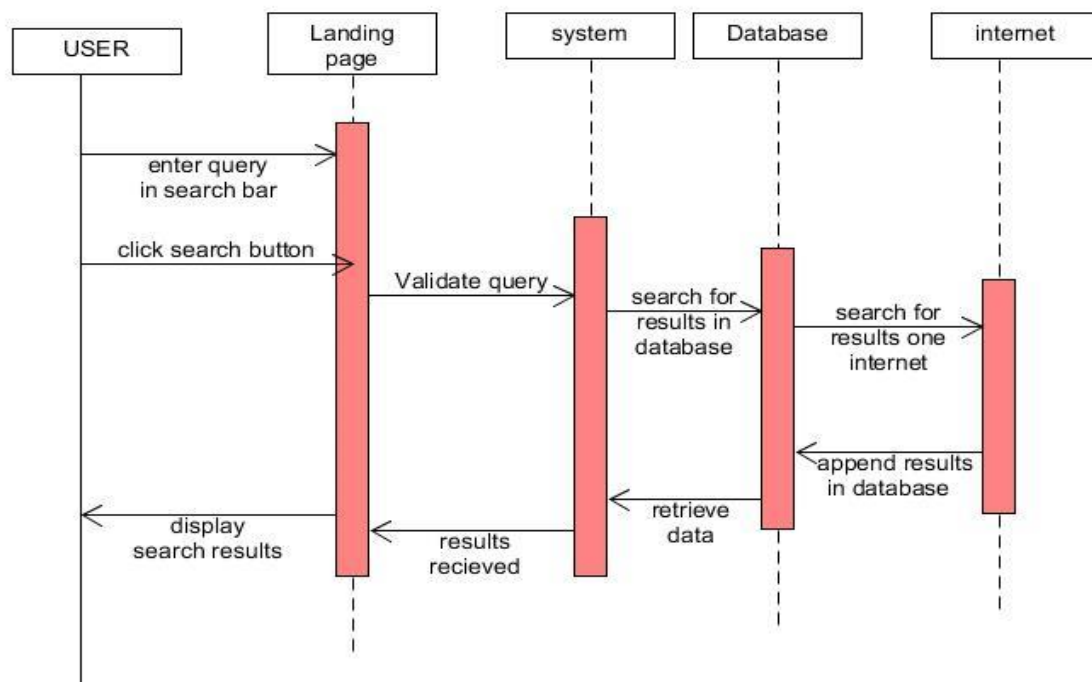 USER
Landing
page
system
Database
internet
enter query
in search bar
click search button
Validate query
search for
results in
database
search for
results one
internet
append results
in database
retrieve
data
results
recieved
display
search results